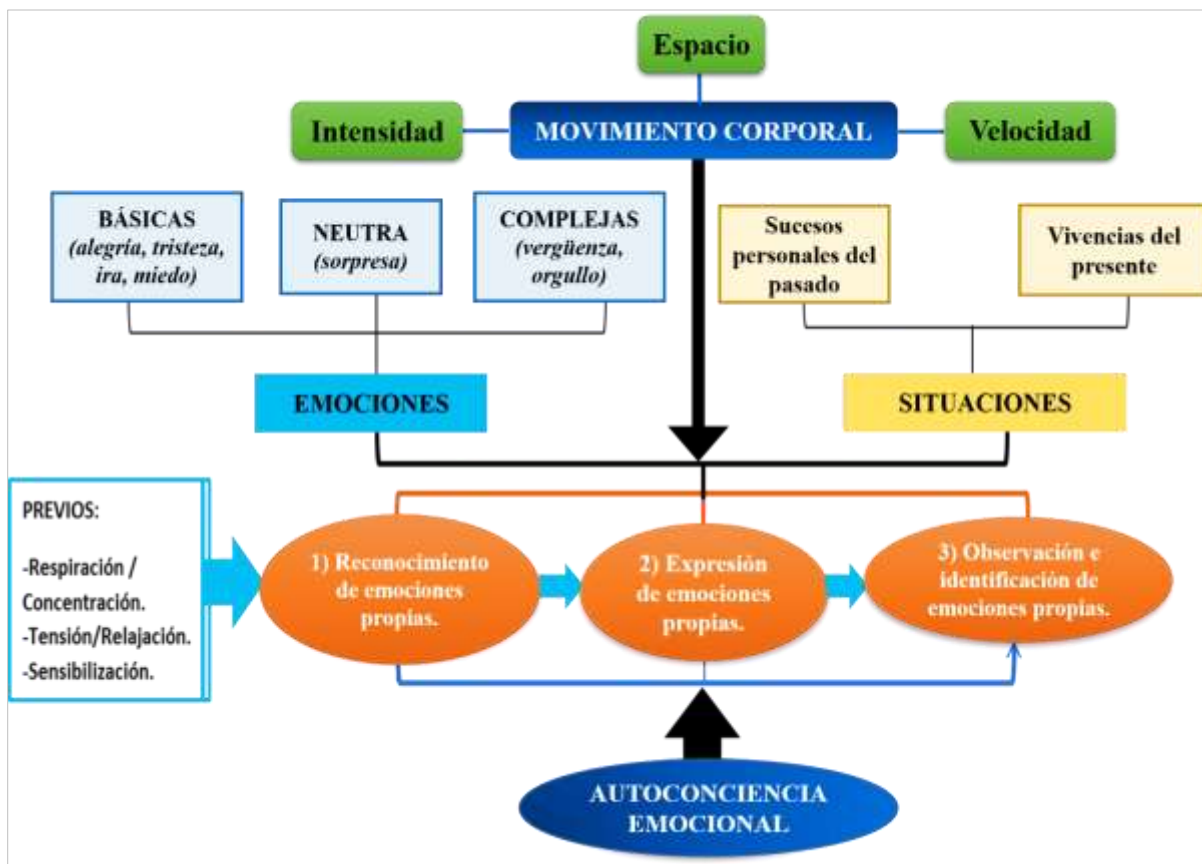 Espacio
Intensidad
MOVIMIENTO CORPORAL
Velocidad
BÁSICAS
(alegría, tristeza,
ira, miedo)
NEUTRA
(sorpresa)
COMPLEJAS
(vergüenza,
orgullo)
Sucesos
personales del
pasado
Vivencias del
presente
EMOCIONES
SITUACIONES
PREVIOS:
-Respiración /
Concentración.
-Tensión/Relajación.
-Sensibilización.
1) Reconocimiento
de emociones
propias.
2) Expresión
de emociones
propias.
3) Observación e
identificación de
emociones propias.
AUTOCONCIENCIA
EMOCIONAL